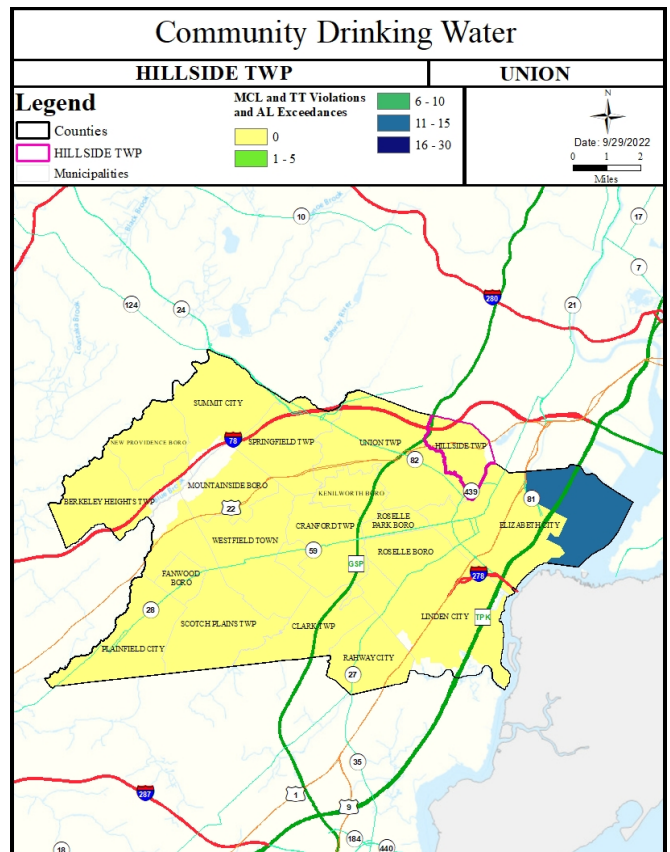 Community Drinking Water
HILLSIDE TWP
UNION
Legend
Counties
HILLSIDE TWP
Municipalities
MCL and TT Violations
and AL Exceedances
0
1 - 5
6 - 10
11 - 15
16 - 30
N
Date: 9/29/2022
0 1 2
Miles
10
17
7
280
21
124
24
Black Brook
Rahway River
SUMMIT CITY
NEW PROVIDENCE BORO
78
SPRINGFIELD TWP
UNION TWP
HILLSIDE TWP
82
MOUNTAINSIDE BORO
BERKELEY HEIGHTS TWP
KENILWORTH BORO
439
81
22
ROSELLE
PARK BORO
CRANFORD TWP
ELIZABETH CITY
WESTFIELD TOWN
59
ROSELLE BORO
GSP
FANWOOD
BORO
278
28
SCOTCH PLAINS TWP
CLARK TWP
LINDEN CITY
TPK
PLAINFIELD CITY
RAHWAY CITY
27
35
287
1
9
18
184
440